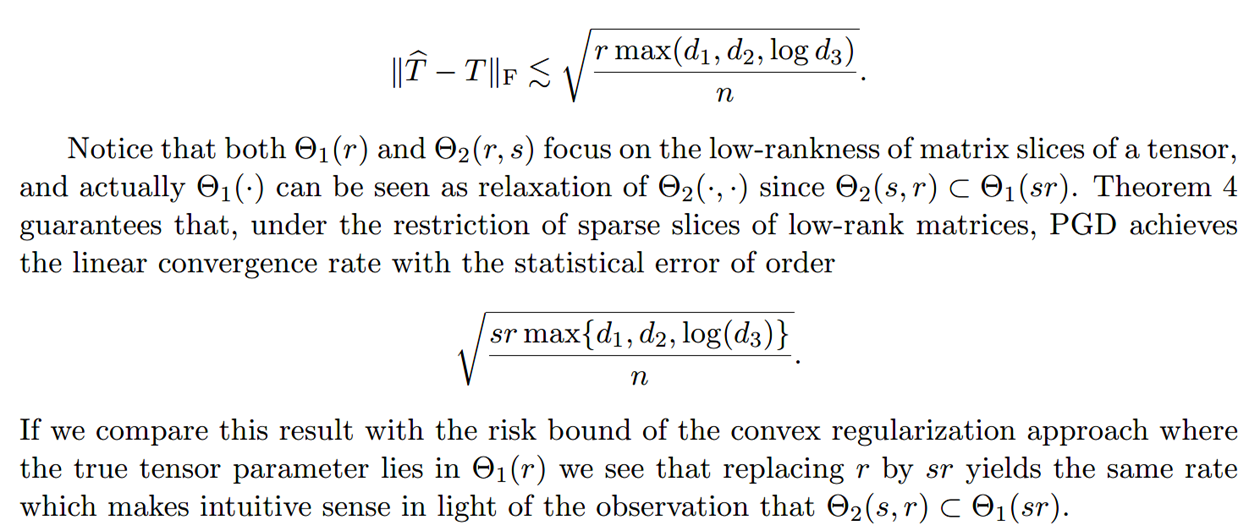 $$\|\widehat{T} - T\|_{\mathrm{F}} \lesssim \sqrt{\frac{r \max(d_1, d_2, \log d_3)}{n}}.$$
Notice that both $\Theta_1(r)$ and $\Theta_2(r, s)$ focus on the low-rankness of matrix slices of a tensor,
and actually $\Theta_1(\cdot)$ can be seen as relaxation of $\Theta_2(\cdot, \cdot)$ since $\Theta_2(s, r) \subset \Theta_1(sr)$. Theorem 4
guarantees that, under the restriction of sparse slices of low-rank matrices, PGD achieves
the linear convergence rate with the statistical error of order
$$\sqrt{\frac{sr \max\{d_1, d_2, \log(d_3)\}}{n}}.$$
If we compare this result with the risk bound of the convex regularization approach where
the true tensor parameter lies in $\Theta_1(r)$ we see that replacing $r$ by $sr$ yields the same rate
which makes intuitive sense in light of the observation that $\Theta_2(s, r) \subset \Theta_1(sr)$.